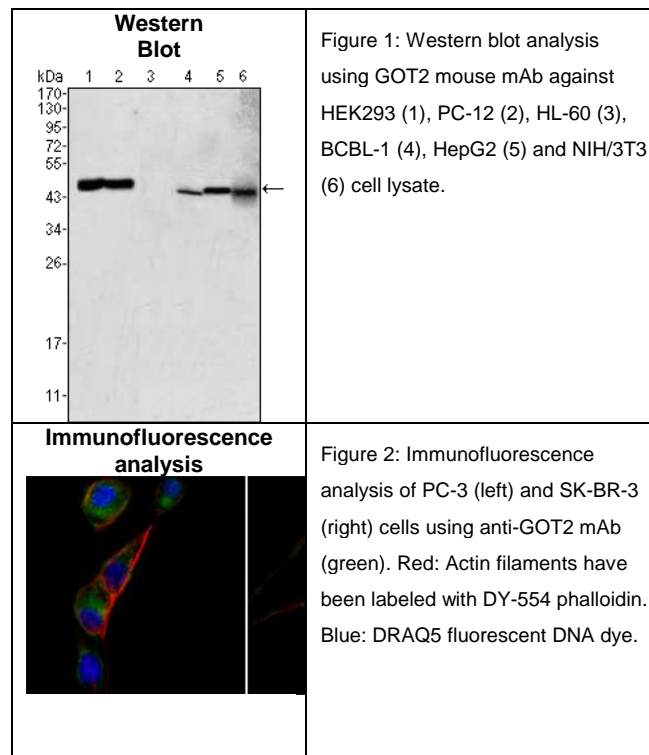 Western
Blot
kDa 1 2 3 4 5 6
170-
130-
95-
72-
55-
43-
←
34-
26-
17-
11-
Figure 1: Western blot analysis
using GOT2 mouse mAb against
HEK293 (1), PC-12 (2), HL-60 (3),
BCBL-1 (4), HepG2 (5) and NIH/3T3
(6) cell lysate.
Immunofluorescence
analysis
Figure 2: Immunofluorescence
analysis of PC-3 (left) and SK-BR-3
(right) cells using anti-GOT2 mAb
(green). Red: Actin filaments have
been labeled with DY-554 phalloidin.
Blue: DRAQ5 fluorescent DNA dye.